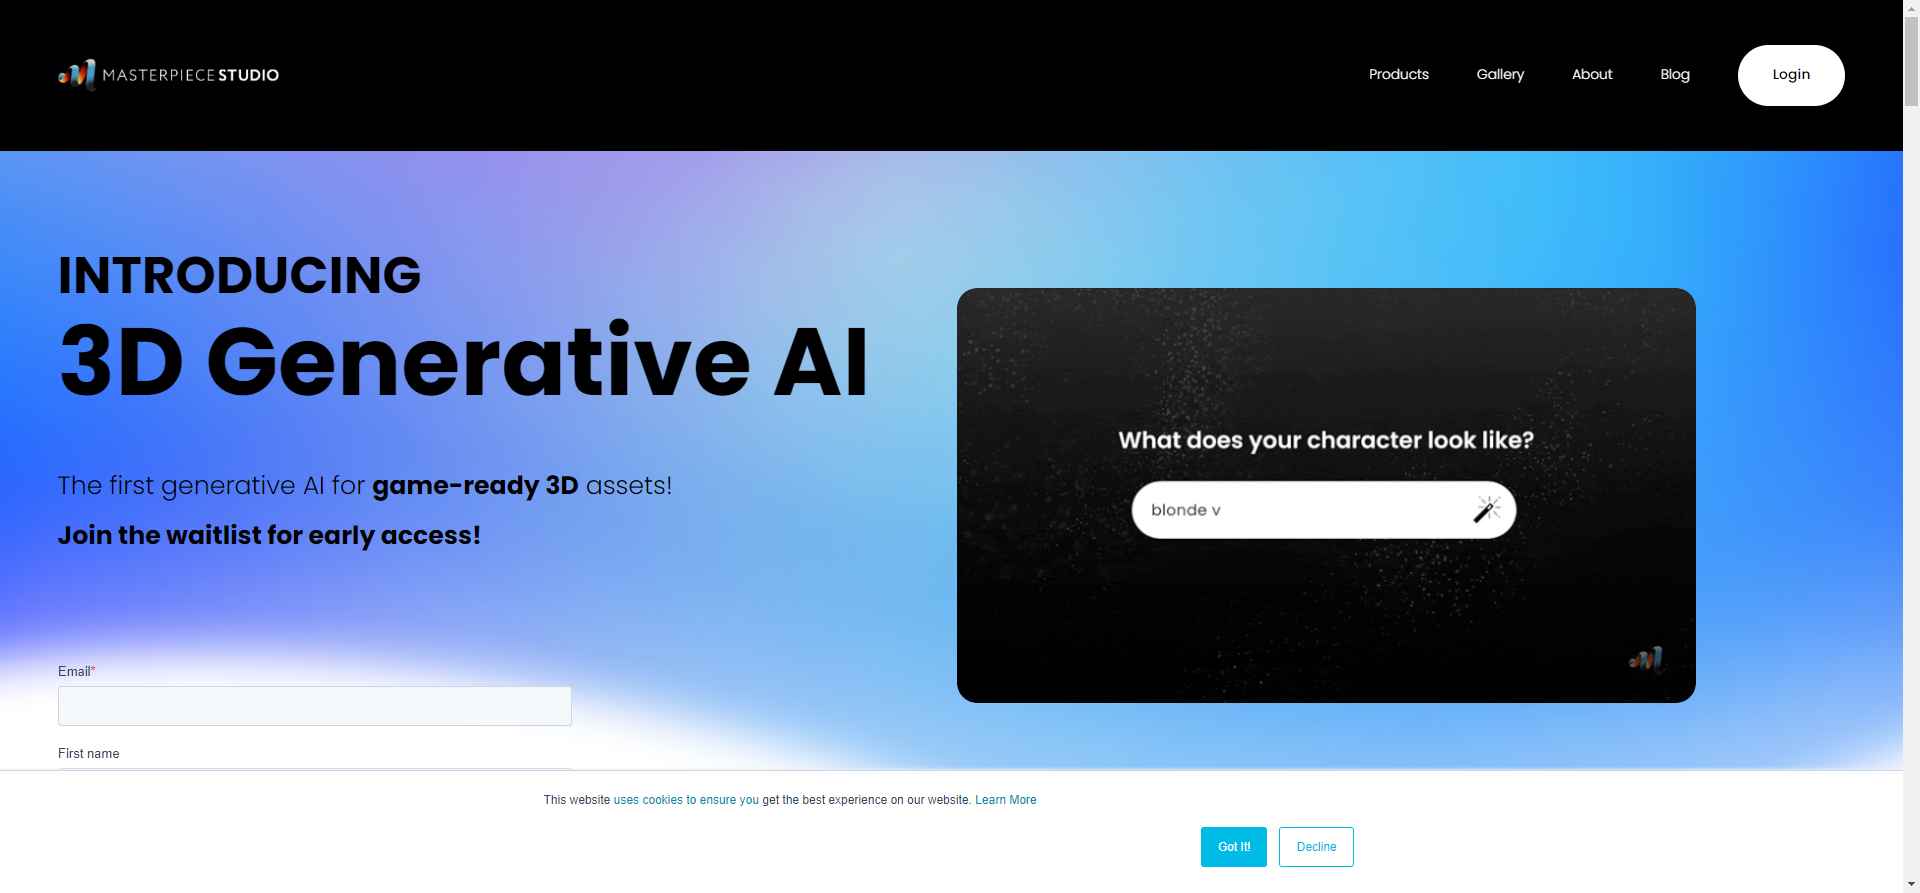 MASTERPIECE STUDIO
Products
Gallery
About
Blog
Login
INTRODUCING
3D Generative AI
The first generative AI for game-ready 3D assets!
Join the waitlist for early access!
What does your character look like?
blonde v
Email*
First name
This website uses cookies to ensure you get the best experience on our website. Learn More
Got It!
Decline